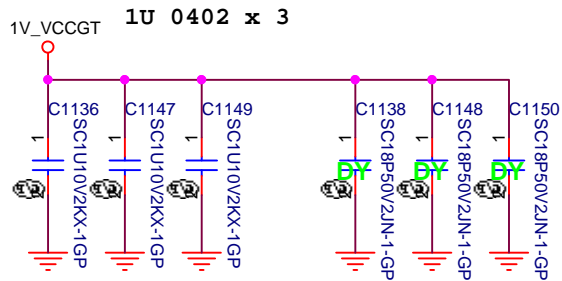 1U 0402 x 3
1V_VCCGT
C1136
C1147
C1149
C1138
C1148
C1150
1
1
1
1
1
1
SC1U10V2KX-1GP
SC1U10V2KX-1GP
SC1U10V2KX-1GP
SC18P50V2JN-1-GP
SC18P50V2JN-1-GP
SC18P50V2JN-1-GP
DY
DY
DY